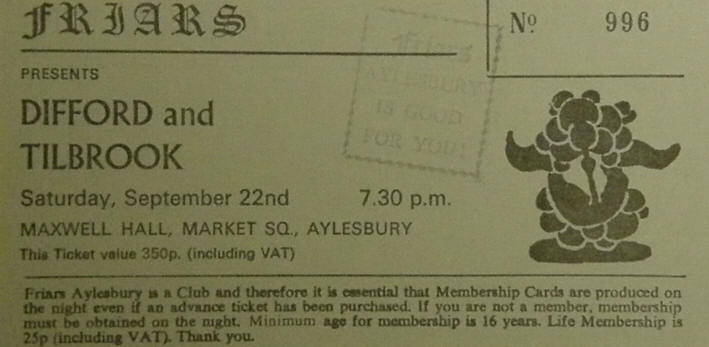 FRIARS
Nº 996
PRESENTS
Friars
AYLESBURY
IS GOOD
FOR YOU!
DIFFORD and
TILBROOK
Saturday, September 22nd 7.30 p.m.
MAXWELL HALL, MARKET SQ., AYLESBURY
This Ticket value 350p. (including VAT)
Friars Aylesbury is a Club and therefore it is essential that Membership Cards are produced on
the night even if an advance ticket has been purchased. If you are not a member, membership
must be obtained on the night. Minimum age for membership is 16 years. Life Membership is
25p (including VAT). Thank you.